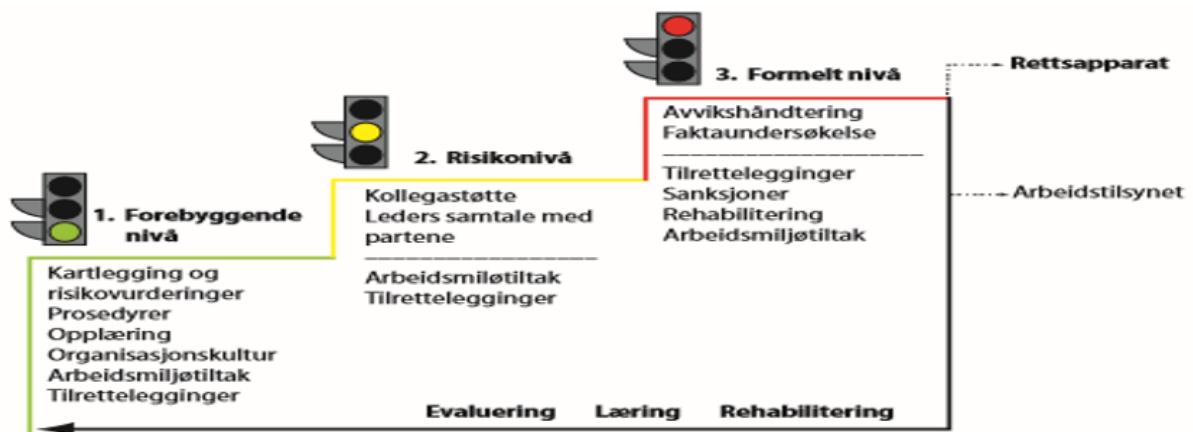 1. Forebyggende
nivå
Kartlegging og
risikovurderinger
Prosedyrer
Opplæring
Organisasjonskultur
Arbeidsmiljøtiltak
Tilrettelegginger
2. Risikonivå
Kollegastøtte
Leders samtale med
partene
Arbeidsmiløtiltak
Tilrettelegginger
3. Formelt nivå
Avvikshåndtering
Faktaundersøkelse
Tilrettelegginger
Sanksjoner
Rehabilitering
Arbeidsmiljøtiltak
Rettsapparat
Arbeidstilsynet
Evaluering Læring Rehabilitering